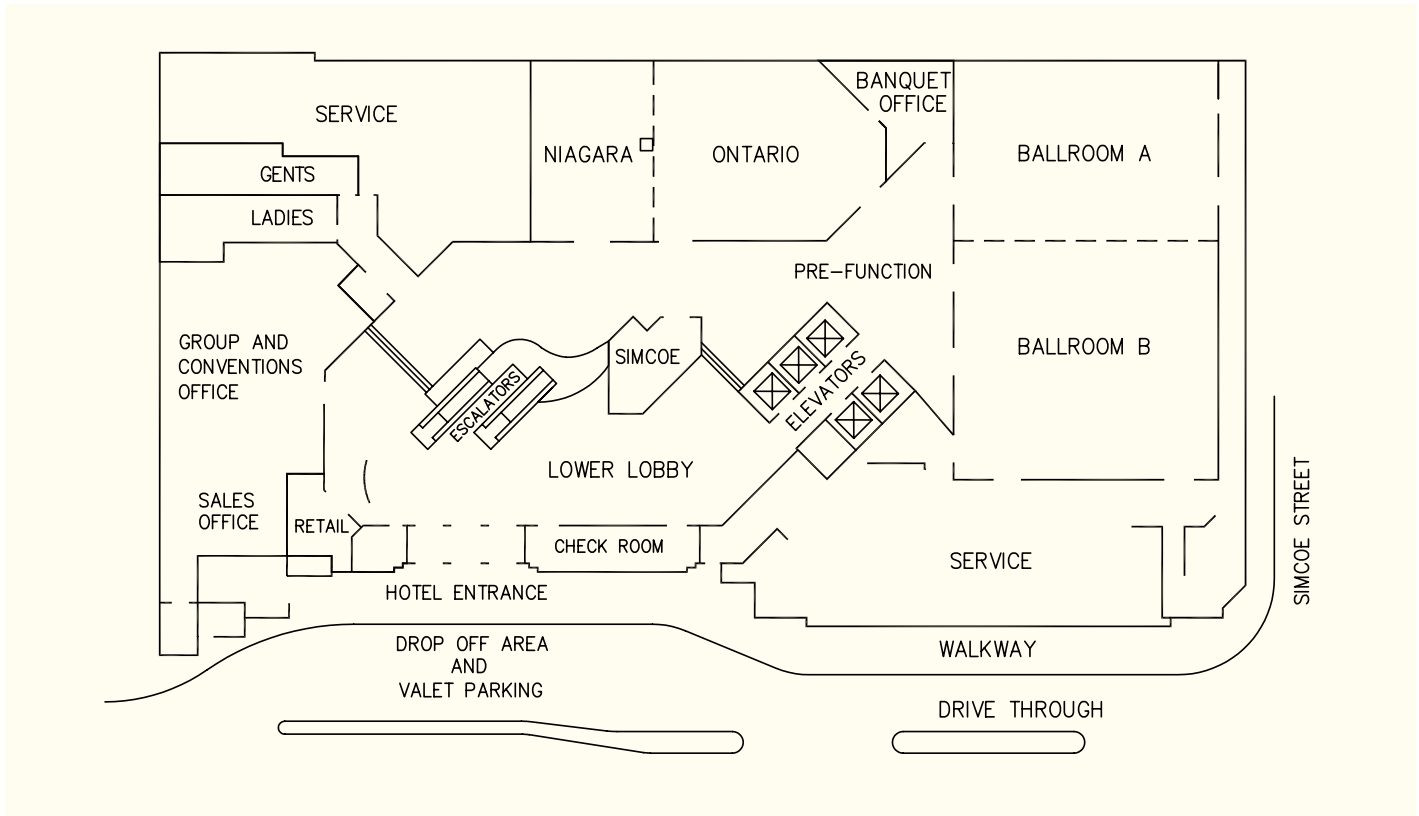 BANQUET
OFFICE
SERVICE
NIAGARA
ONTARIO
BALLROOM A
GENTS
LADIES
PRE-FUNCTION
GROUP AND
CONVENTIONS
OFFICE
SIMCOE
BALLROOM B
ESCALATORS
ELEVATORS
LOWER LOBBY
SALES
OFFICE
RETAIL
CHECK ROOM
SERVICE
SIMCOE STREET
HOTEL ENTRANCE
DROP OFF AREA
AND
VALET PARKING
WALKWAY
DRIVE THROUGH